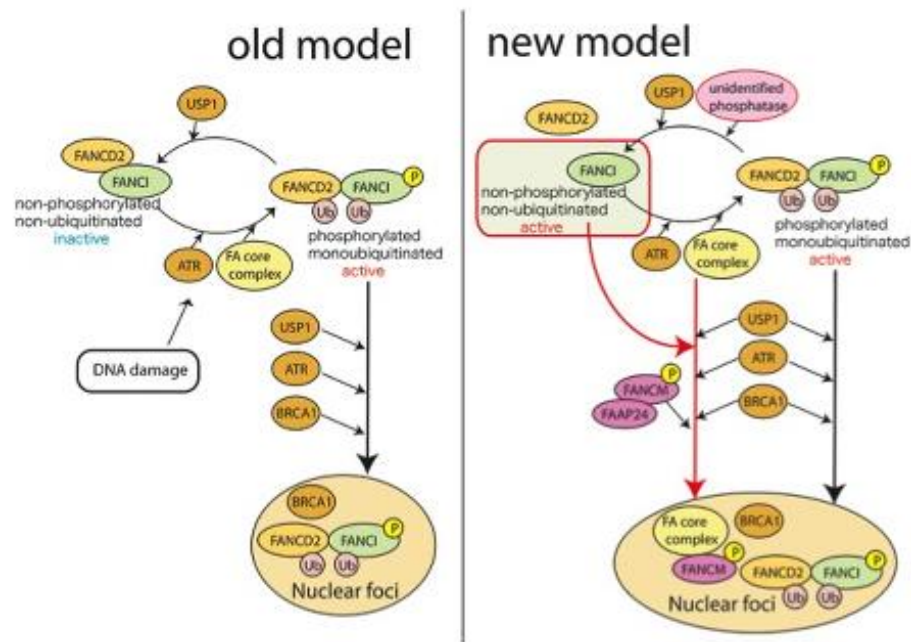 old model
USP1
FANCD2
FANCI
non-phosphorylated
non-ubiquitinated
inactive
FANCD2
FANCI
P
Ub
Ub
phosphorylated
monoubiquitinated
active
ATR
FA core
complex
DNA damage
USP1
ATR
BRCA1
BRCA1
FANCD2
FANCI
P
Ub
Ub
Nuclear foci
new model
USP1
unidentified
phosphatase
FANCD2
FANCI
non-phosphorylated
non-ubiquitinated
active
FANCD2
FANCI
P
Ub
Ub
phosphorylated
monoubiquitinated
active
ATR
FA core
complex
USP1
ATR
BRCA1
P
FANCM
FAAP24
FA core
complex
BRCA1
P
FANCM
FANCD2
FANCI
P
Ub
Ub
Nuclear foci